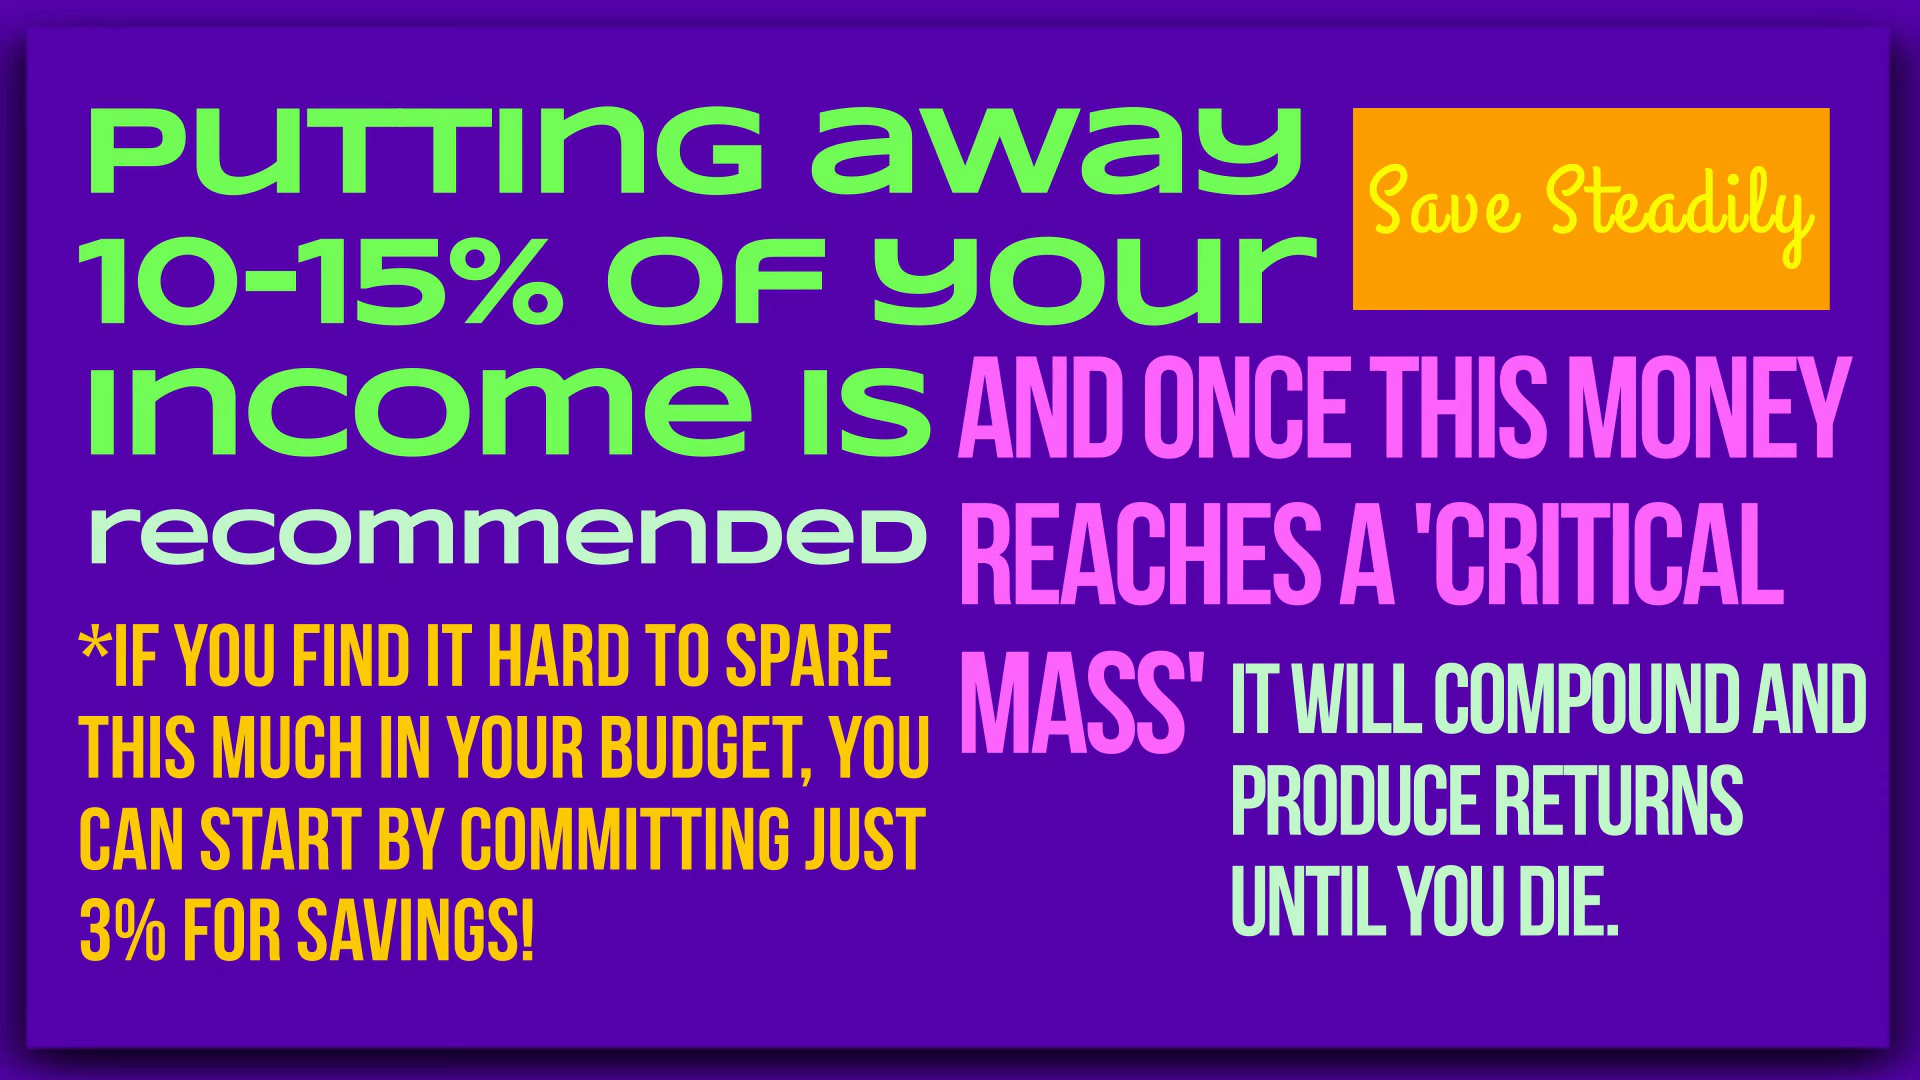 PUTTING away
10-15% OF your
Income IS
recommended
Save Steadily
AND ONCE THIS MONEY
REACHES A 'CRITICAL
MASS'
IT WILL COMPOUND AND
PRODUCE RETURNS
UNTIL YOU DIE.
*IF YOU FIND IT HARD TO SPARE
THIS MUCH IN YOUR BUDGET, YOU
CAN START BY COMMITTING JUST
3% FOR SAVINGS!